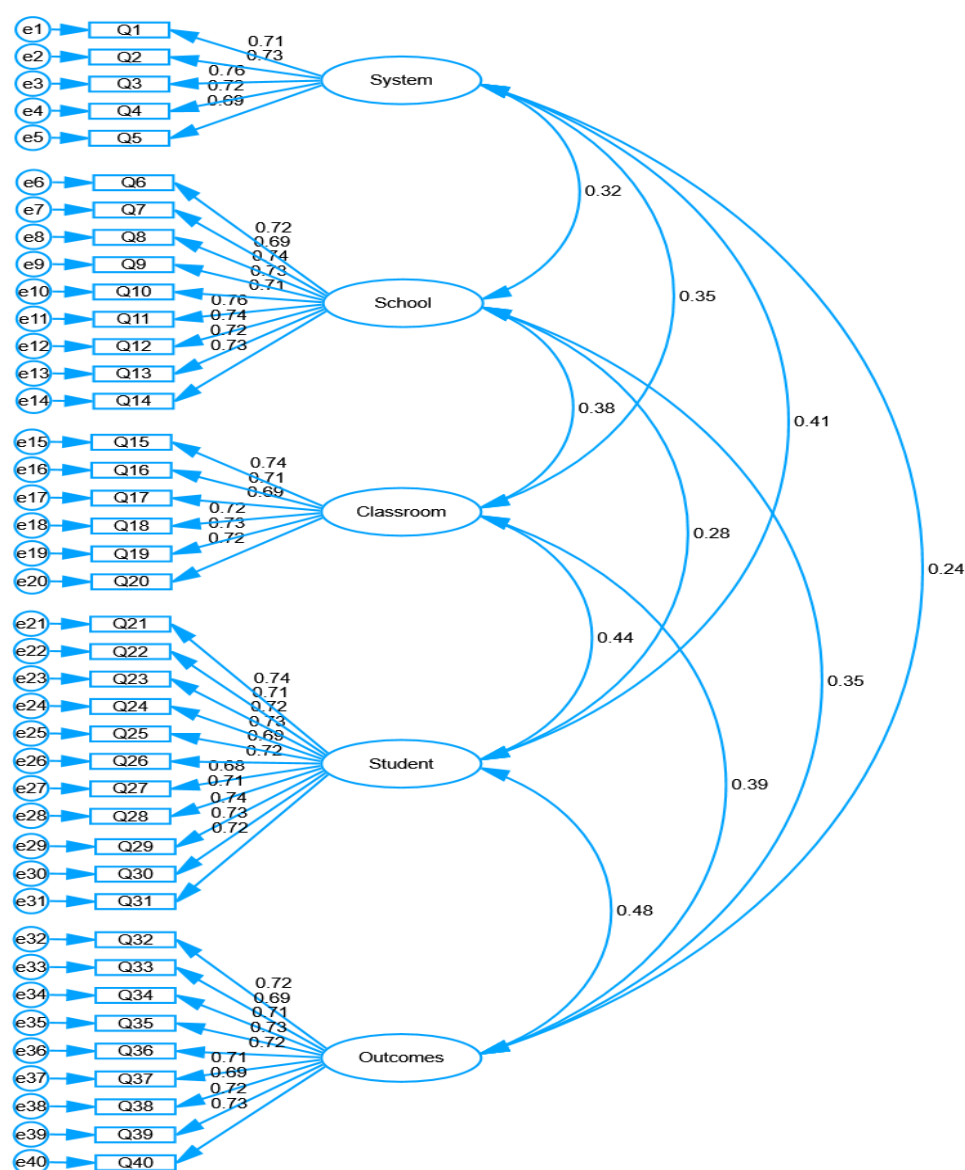 e1 Q1
e2 Q2
e3 Q3
e4 Q4
e5 Q5
0.71
0.73
0.76
0.72
0.69
System
e6 Q6
e7 Q7
e8 Q8
e9 Q9
e10 Q10
e11 Q11
e12 Q12
e13 Q13
e14 Q14
0.72
0.69
0.74
0.73
0.71
0.76
0.74
0.72
0.73
School
e15 Q15
e16 Q16
e17 Q17
e18 Q18
e19 Q19
e20 Q20
0.74
0.71
0.69
0.72
0.73
0.72
Classroom
e21 Q21
e22 Q22
e23 Q23
e24 Q24
e25 Q25
e26 Q26
e27 Q27
e28 Q28
e29 Q29
e30 Q30
e31 Q31
0.74
0.71
0.72
0.73
0.69
0.72
0.68
0.71
0.74
0.73
0.72
Student
e32 Q32
e33 Q33
e34 Q34
e35 Q35
e36 Q36
e37 Q37
e38 Q38
e39 Q39
e40 Q40
0.72
0.69
0.71
0.73
0.72
0.71
0.69
0.72
0.73
Outcomes
0.32
0.35
0.38
0.41
0.28
0.24
0.44
0.35
0.39
0.48